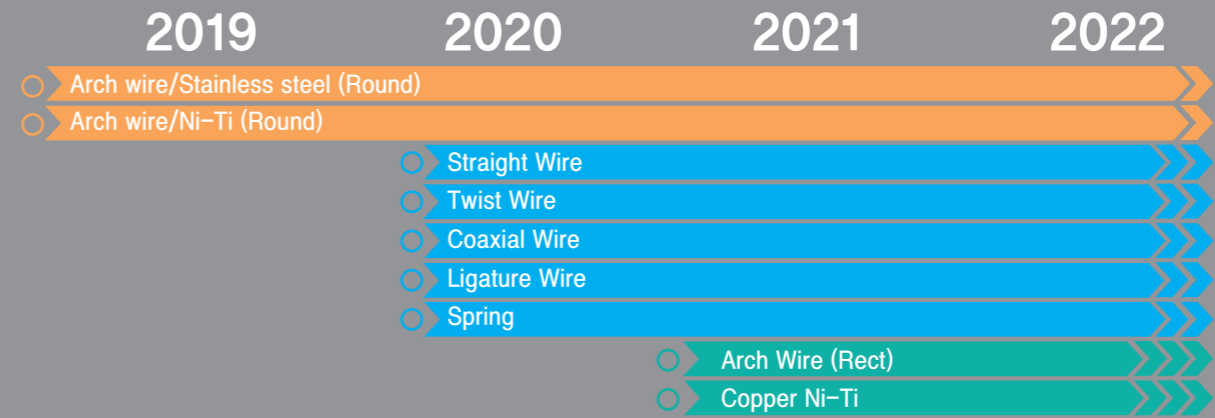 2019 2020 2021 2022
Arch wire/Stainless steel (Round)
Arch wire/Ni-Ti (Round)
Straight Wire
Twist Wire
Coaxial Wire
Ligature Wire
Spring
Arch Wire (Rect)
Copper Ni-Ti